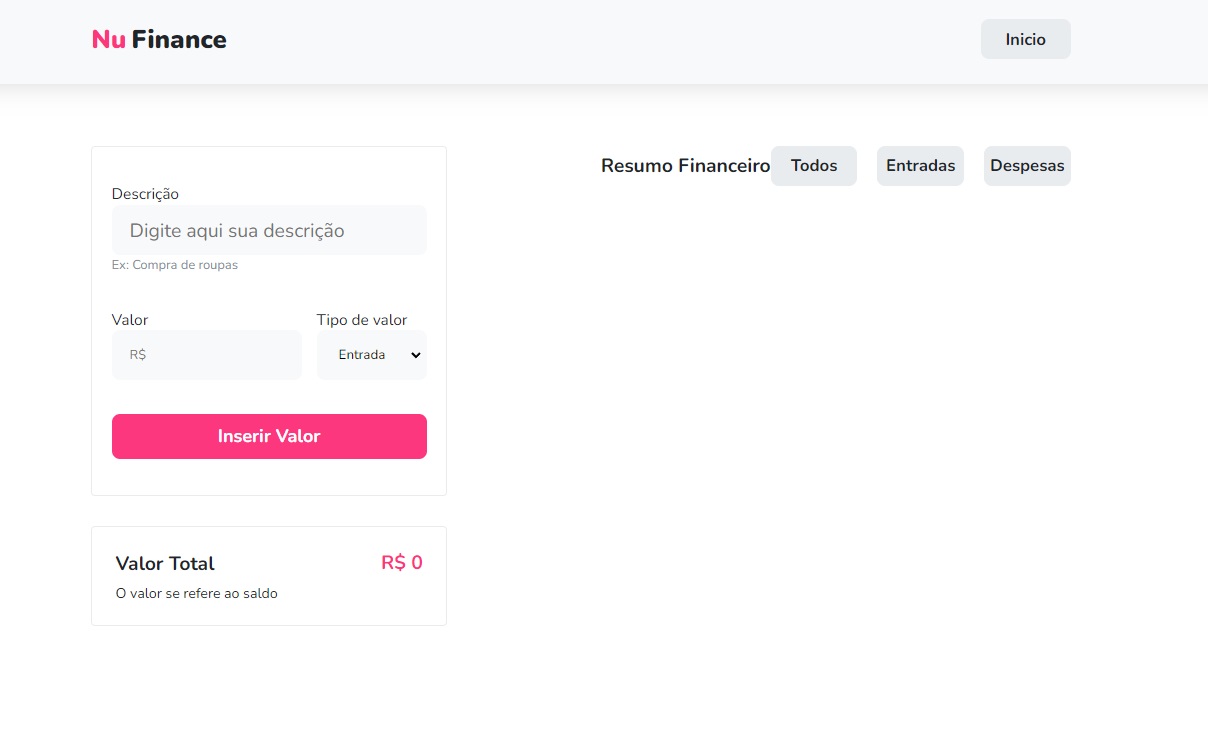 Nu Finance
Inicio
Descrição
Digite aqui sua descrição
Ex: Compra de roupas
Valor
Tipo de valor
R$
Entrada
Inserir Valor
Valor Total
R$ 0
O valor se refere ao saldo
Resumo Financeiro
Todos
Entradas
Despesas